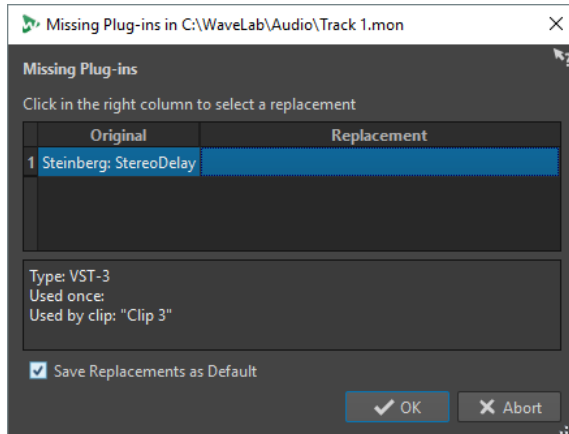 Missing Plug-ins in C:\WaveLab\Audio\Track 1.mon
Missing Plug-ins
Click in the right column to select a replacement
Original Replacement
1 Steinberg: StereoDelay
Type: VST-3
Used once:
Used by clip: "Clip 3"
Save Replacements as Default
OK Abort